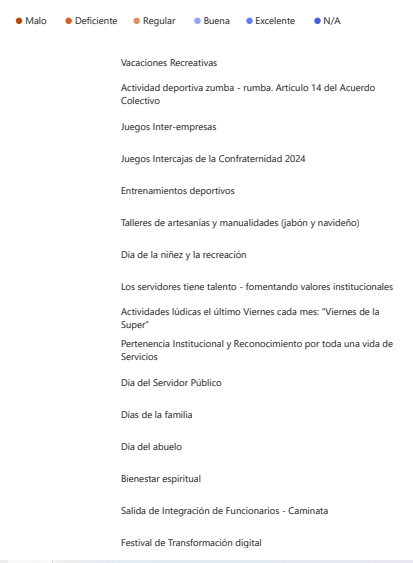 Malo Deficiente Regular Buena Excelente N/A
Vacaciones Recreativas
Actividad deportiva zumba - rumba. Artículo 14 del Acuerdo
Colectivo
Juegos Inter-empresas
Juegos Intercajas de la Confraternidad 2024
Entrenamientos deportivos
Talleres de artesanías y manualidades (jabón y navideño)
Dia de la niñez y la recreación
Los servidores tiene talento - fomentando valores institucionales
Actividades lúdicas el último Viernes cada mes: "Viernes de la
Super"
Pertenencia Institucional y Reconocimiento por toda una vida de
Servicios
Dia del Servidor Público
Dias de la familia
Día del abuelo
Bienestar espiritual
Salida de Integración de Funcionarios - Caminata
Festival de Transformación digital